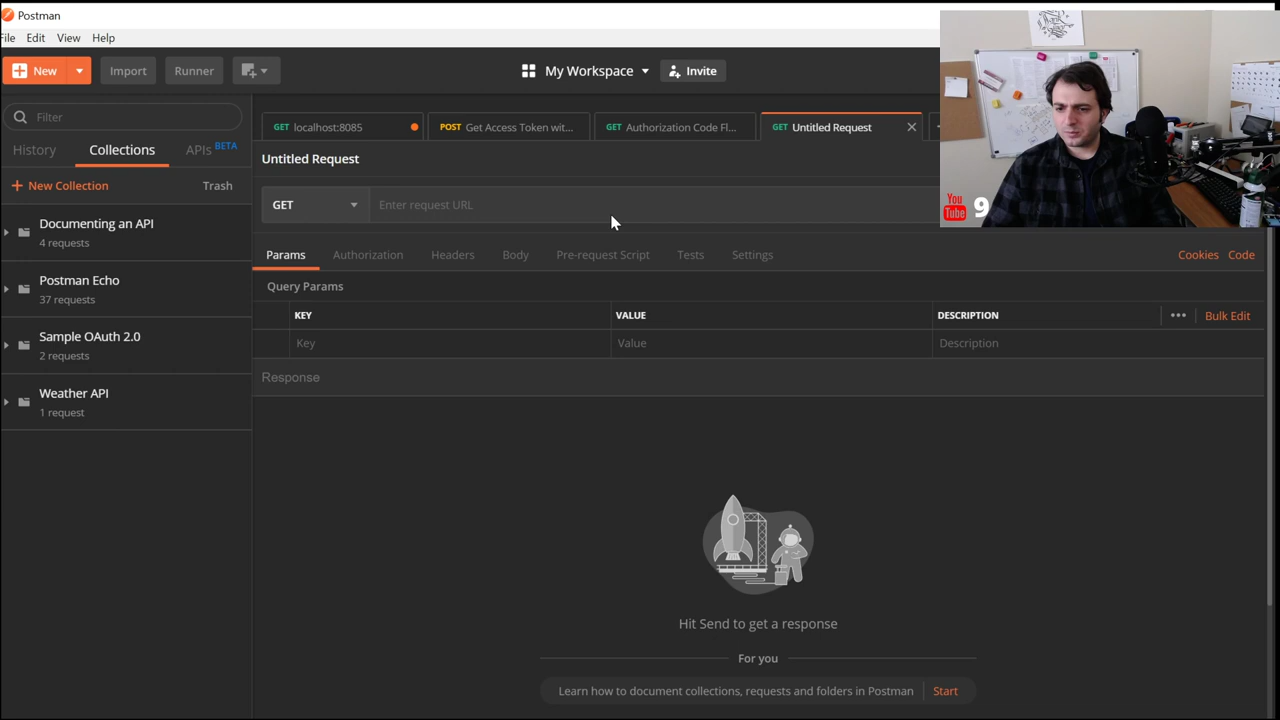 Postman
File Edit View Help
New Import Runner My Workspace Invite
Filter
History Collections APIs BETA
New Collection Trash
Documenting an API
4 requests
Postman Echo
37 requests
Sample OAuth 2.0
2 requests
Weather API
1 request
GET localhost:8085 POST Get Access Token wit... GET Authorization Code Fl... GET Untitled Request
Untitled Request
GET Enter request URL
You Tube 9
Params Authorization Headers Body Pre-request Script Tests Settings Cookies Code
Query Params
KEY VALUE DESCRIPTION ••• Bulk Edit
Key Value Description
Response
Hit Send to get a response
For you
Learn how to document collections, requests and folders in Postman Start